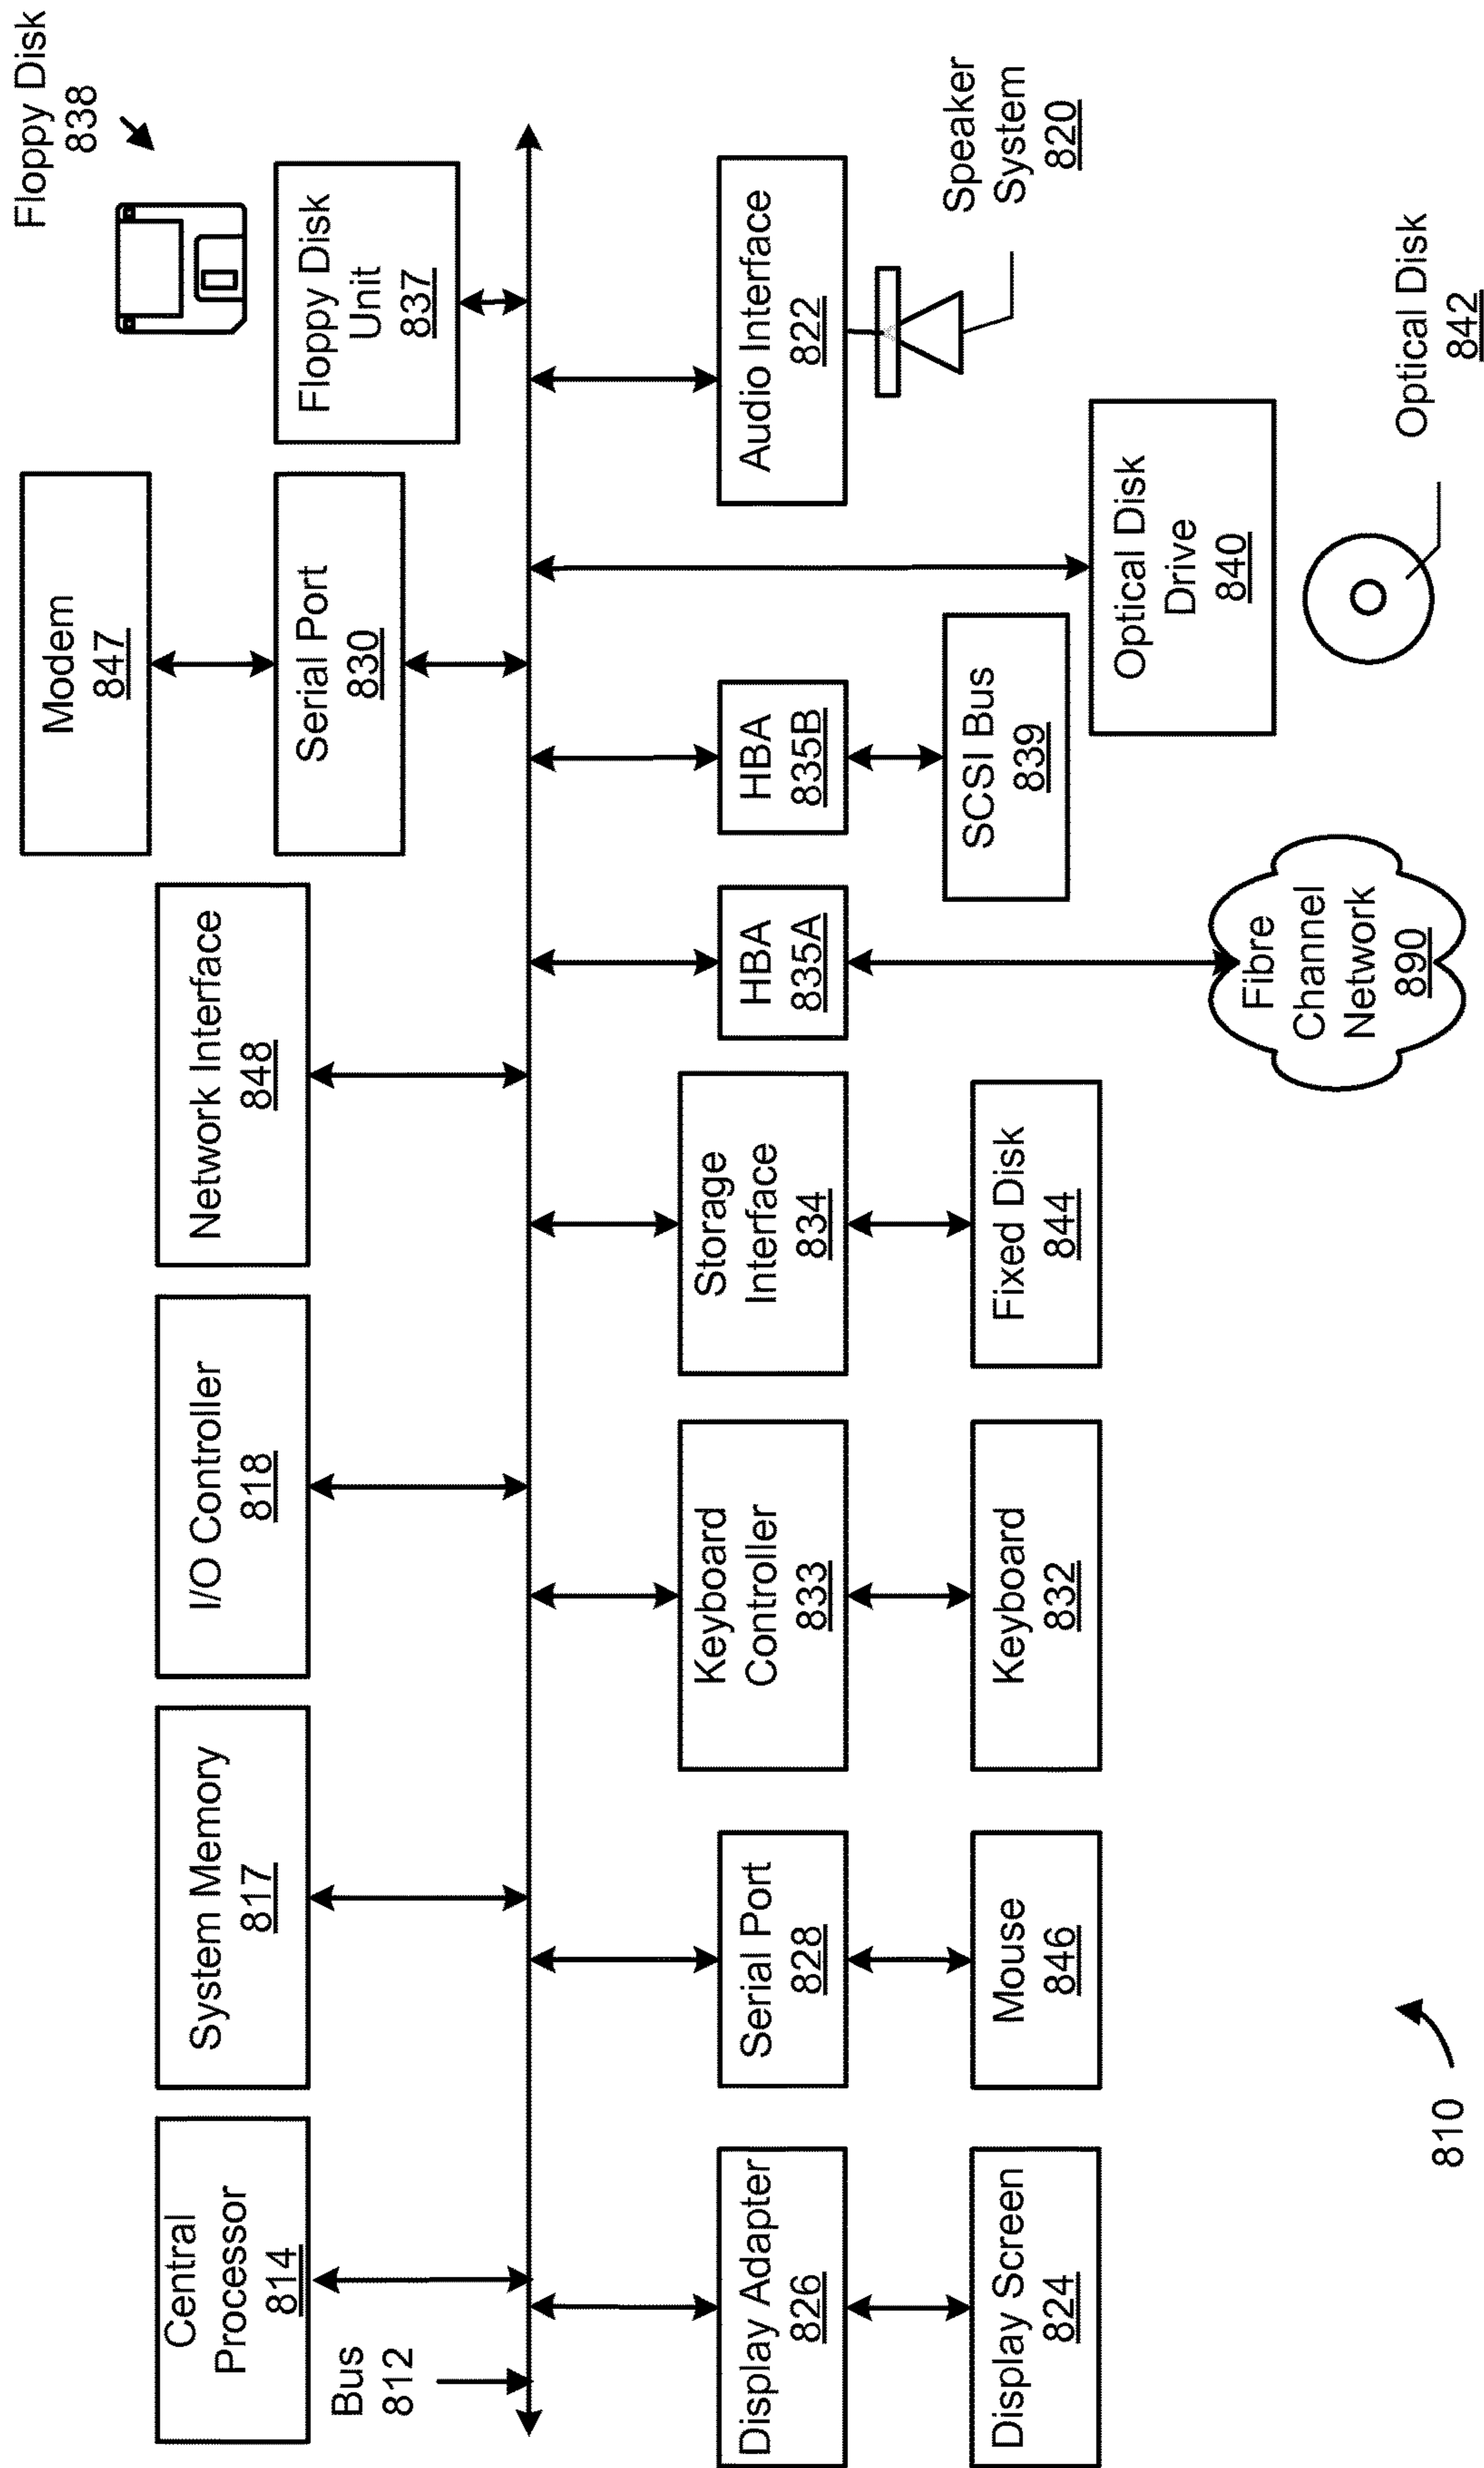 Central
Processor
814
System Memory
817
I/O Controller
818
Network Interface
848
Modem
847
Serial Port
830
Floppy Disk
838
Floppy Disk
Unit
837
Bus
812
Display Adapter
826
Display Screen
824
Serial Port
828
Mouse
846
Keyboard
Controller
833
Keyboard
832
Storage
Interface
834
Fixed Disk
844
HBA
835A
Fibre
Channel
Network
890
HBA
835B
SCSI Bus
839
Optical Disk
Drive
840
Optical Disk
842
Audio Interface
822
Speaker
System
820
810